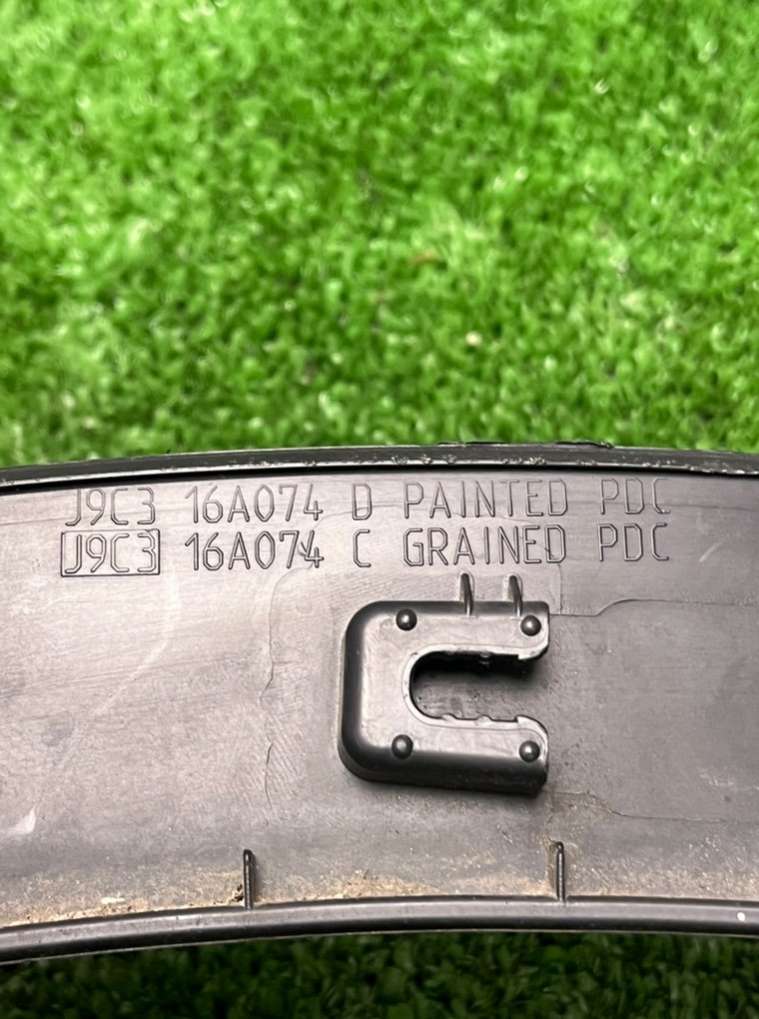 J9C3 16A074 D PAINTED PDC
J9C3 16A074 C GRAINED PDC